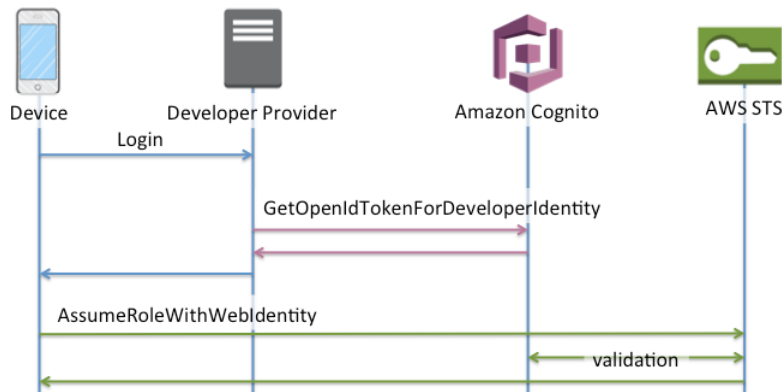 Device
Developer Provider
Amazon Cognito
AWS STS
Login
GetOpenIdTokenForDeveloperIdentity
AssumeRoleWithWebIdentity
validation